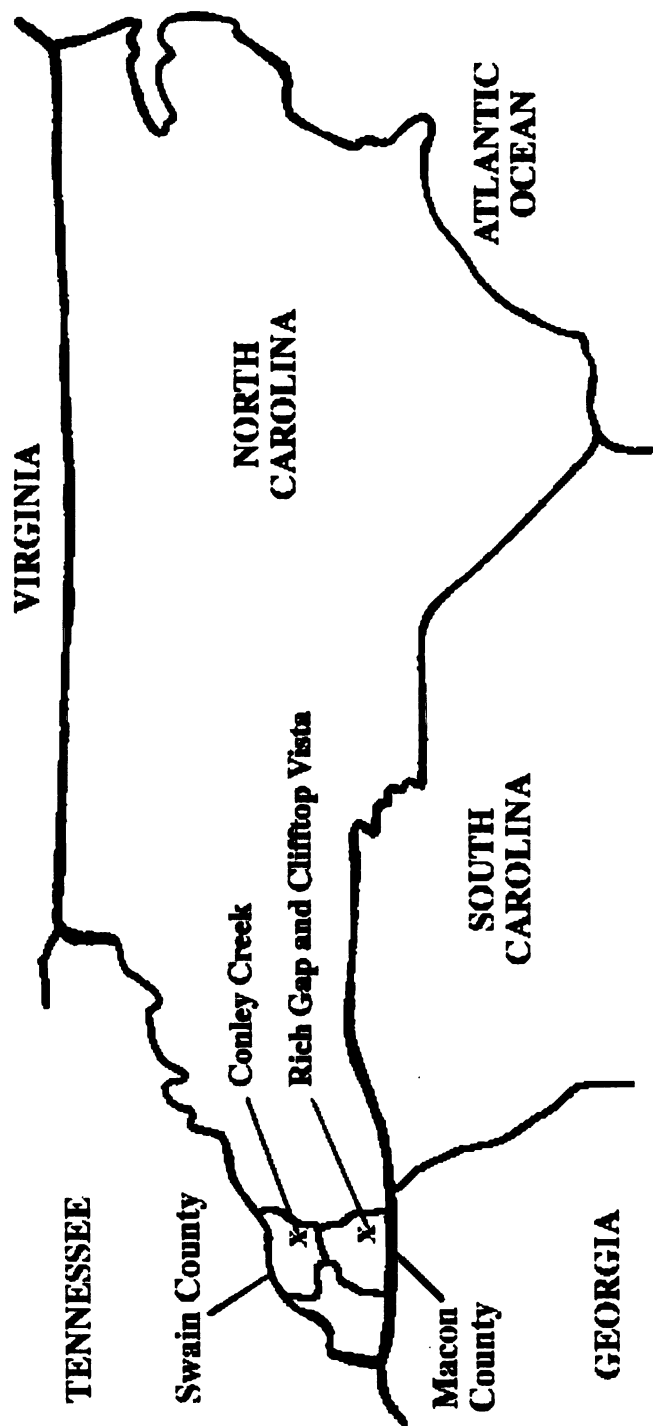 VIRGINIA
TENNESSEE
NORTH
CAROLINA
Swain County
Conley Creek
Rich Gap and Clifftop Vista
ATLANTIC
OCEAN
Macon
County
SOUTH
CAROLINA
GEORGIA
X
X